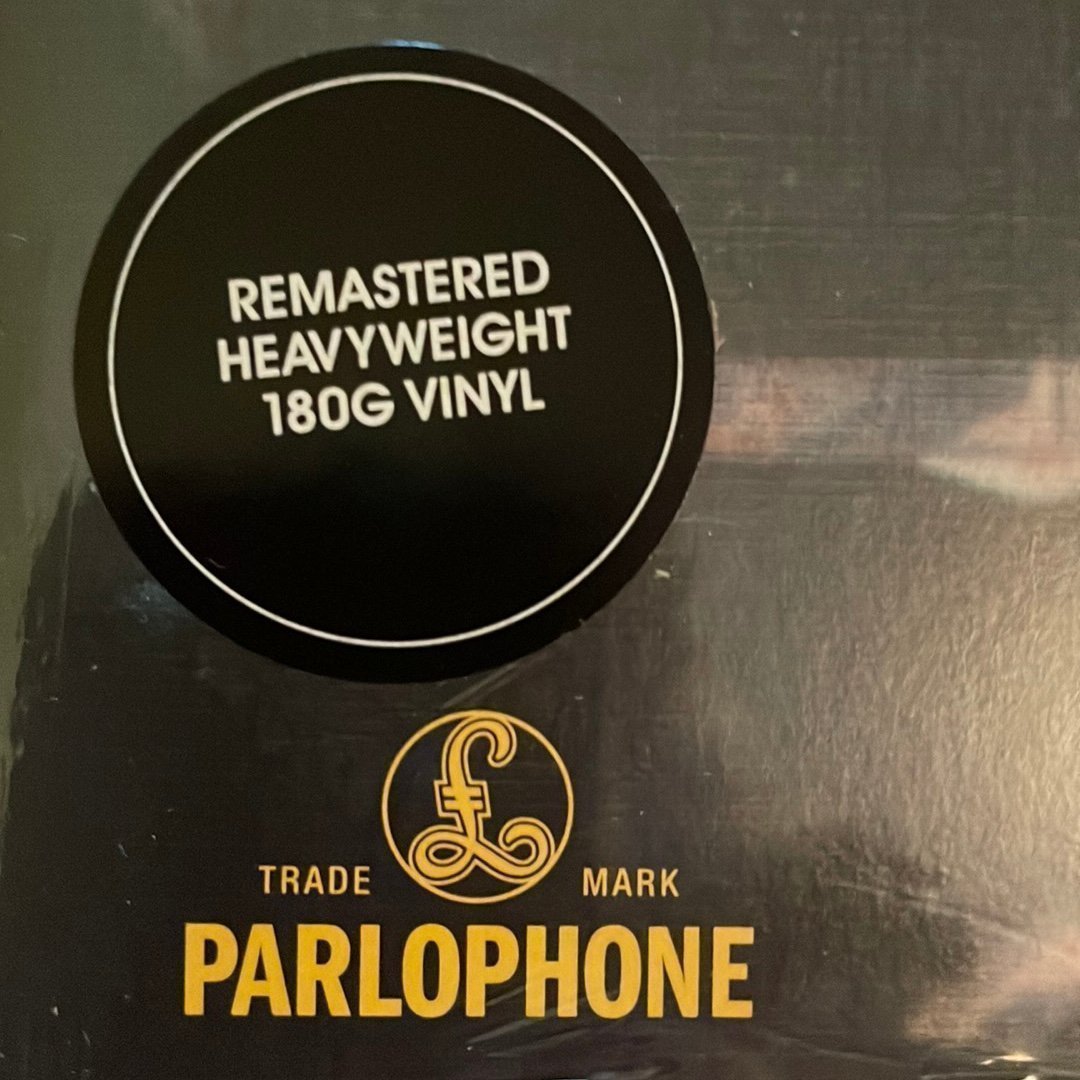 REMASTERED
HEAVYWEIGHT
180G VINYL
£
TRADE MARK
PARLOPHONE